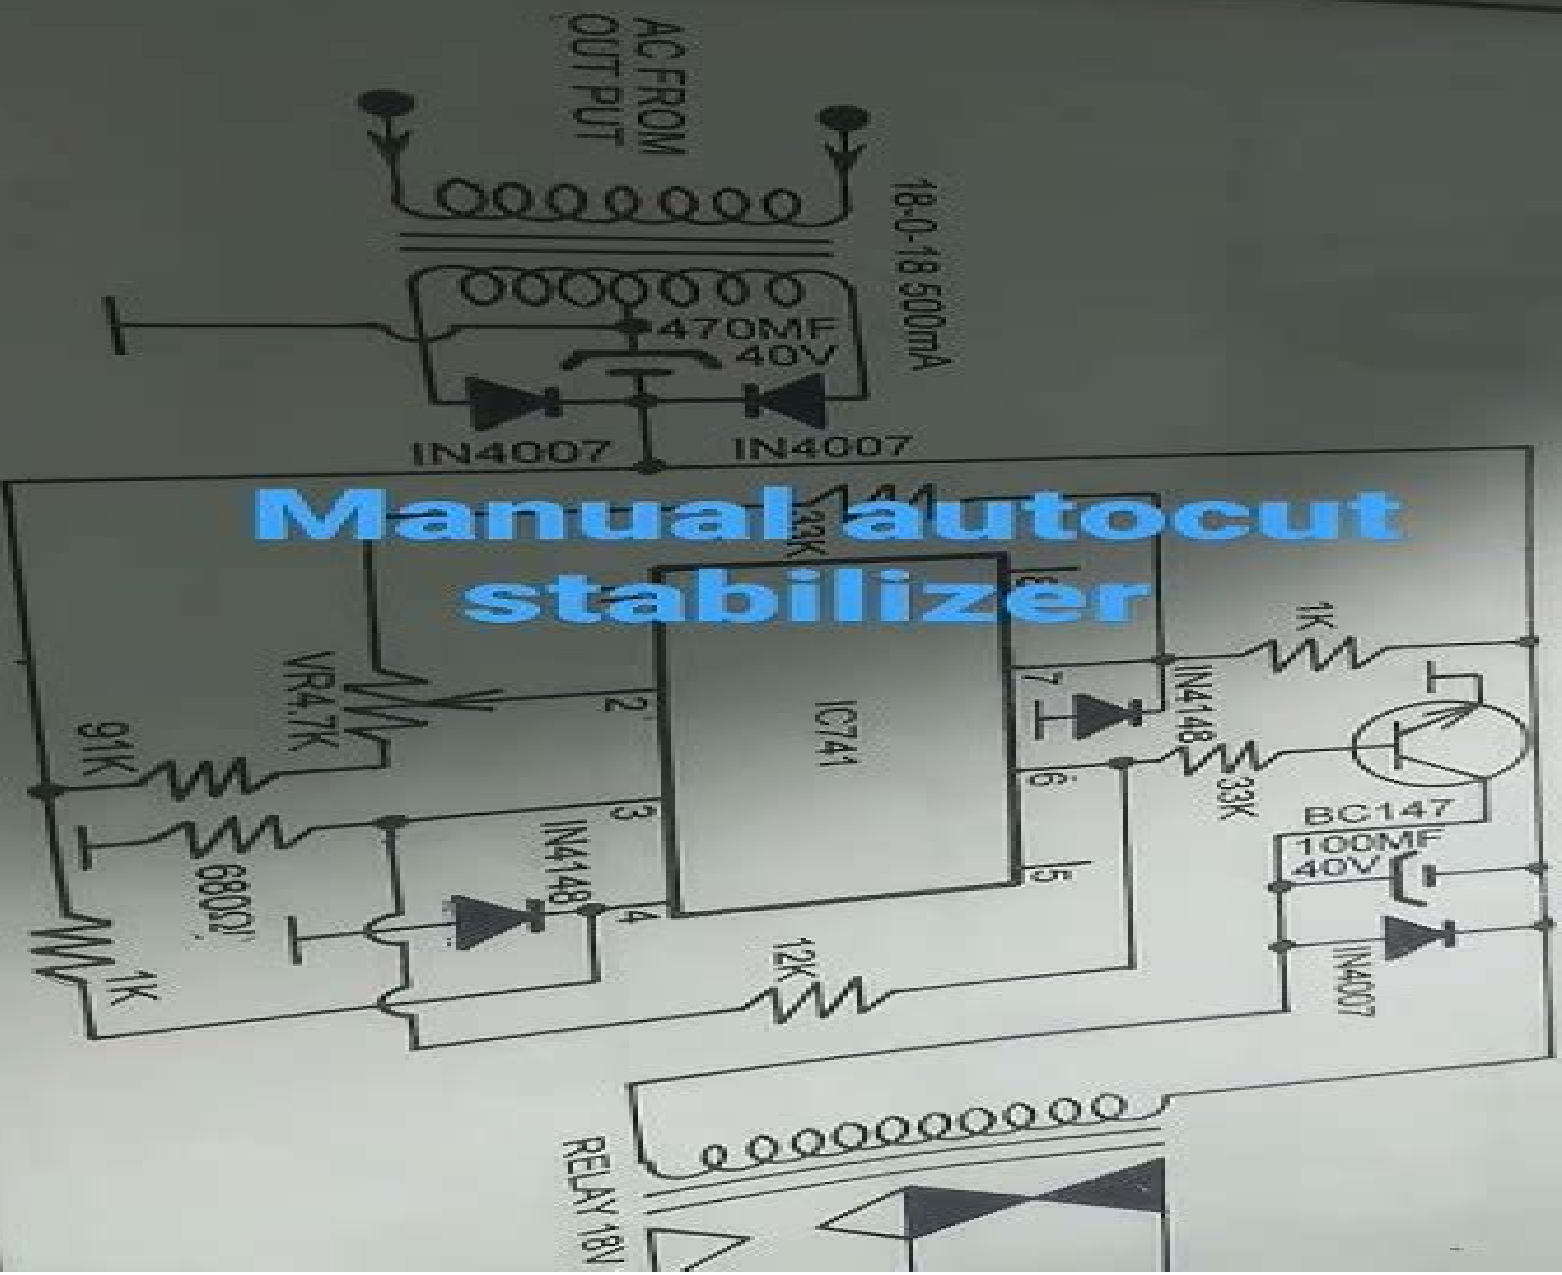 AC FROM
OUT PUT
18-0-18 500mA
470MF
40V
IN4007
IN4007
Manual autocut
stabilizer
33K
8
1K
7
IN4148
VR4.7K
2
IC741
91K
6
33K
3
BC147
100MF
40V
680Ω
IN4148
5
4
12K
1K
IN4007
RELAY 18V